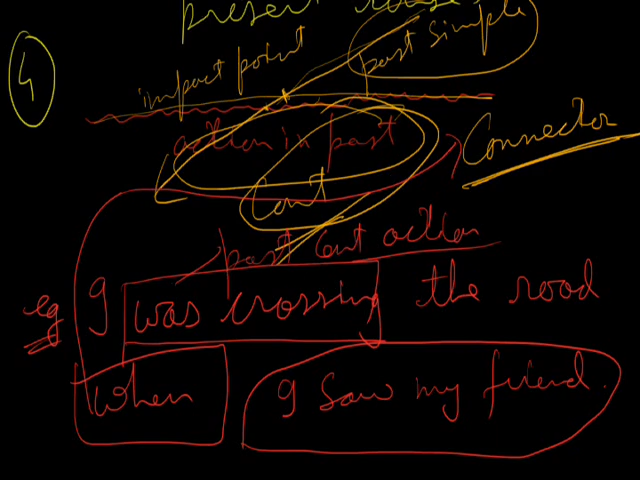 present
4
impact point past simple
action in past Connector
Cont
past Cont action
eg I was crossing the road
when I saw my friend.